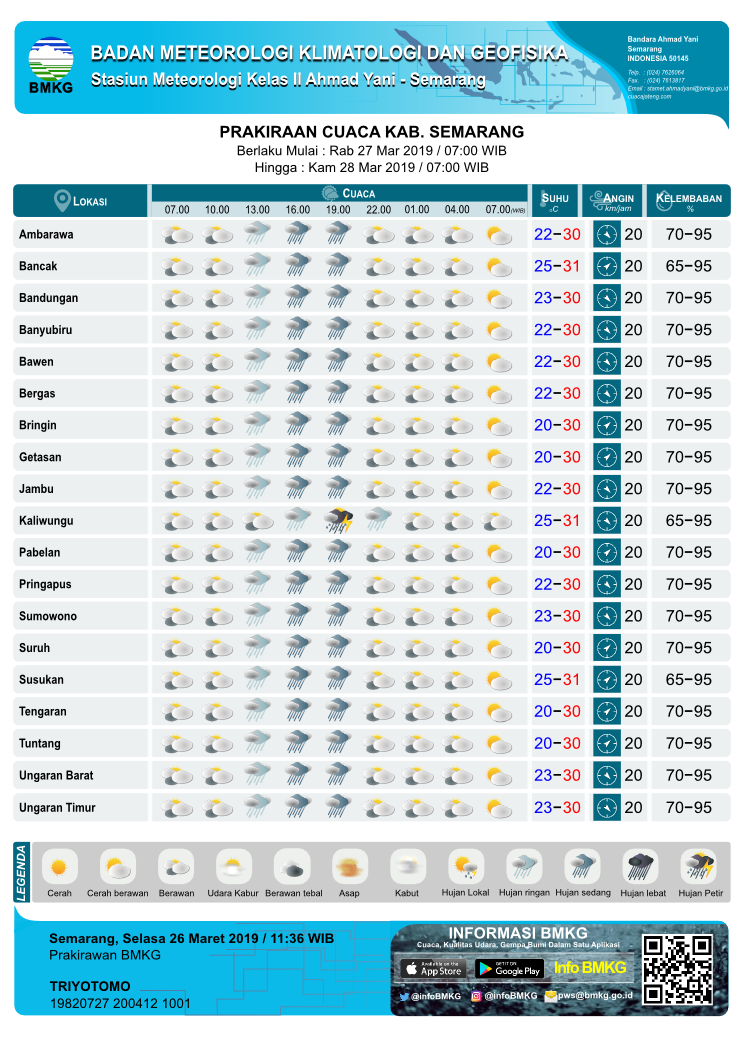 BMKG
BADAN METEOROLOGI KLIMATOLOGI DAN GEOFISIKA
Stasiun Meteorologi Kelas II Ahmad Yani - Semarang
Bandara Ahmad Yani
Semarang
INDONESIA 50145
Telp. : (024) 7626064
Fax. : (024) 7613817
Email : stamet.ahmadyani@bmkg.go.id
cuacajateng.com
PRAKIRAAN CUACA KAB. SEMARANG
Berlaku Mulai : Rab 27 Mar 2019 / 07:00 WIB
Hingga : Kam 28 Mar 2019 / 07:00 WIB
LOKASI CUACA SUHU °C ANGIN km/jam KELEMBABAN %
07.00 10.00 13.00 16.00 19.00 22.00 01.00 04.00 07.00(WIB)
Ambarawa 22-30 20 70-95
Bancak 25-31 20 65-95
Bandungan 23-30 20 70-95
Banyubiru 22-30 20 70-95
Bawen 22-30 20 70-95
Bergas 22-30 20 70-95
Bringin 20-30 20 70-95
Getasan 20-30 20 70-95
Jambu 22-30 20 70-95
Kaliwungu 25-31 20 65-95
Pabelan 20-30 20 70-95
Pringapus 22-30 20 70-95
Sumowono 23-30 20 70-95
Suruh 20-30 20 70-95
Susukan 25-31 20 65-95
Tengaran 20-30 20 70-95
Tuntang 20-30 20 70-95
Ungaran Barat 23-30 20 70-95
Ungaran Timur 23-30 20 70-95
LEGENDA
Cerah Cerah berawan Berawan Udara Kabur Berawan tebal Asap Kabut Hujan Lokal Hujan ringan Hujan sedang Hujan lebat Hujan Petir
Semarang, Selasa 26 Maret 2019 / 11:36 WIB
Prakirawan BMKG
TRIYOTOMO
19820727 200412 1001
INFORMASI BMKG
Cuaca, Kualitas Udara, Gempa Bumi Dalam Satu Aplikasi
Available on the App Store GET IT ON Google Play Info BMKG
@infoBMKG @infoBMKG pws@bmkg.go.id